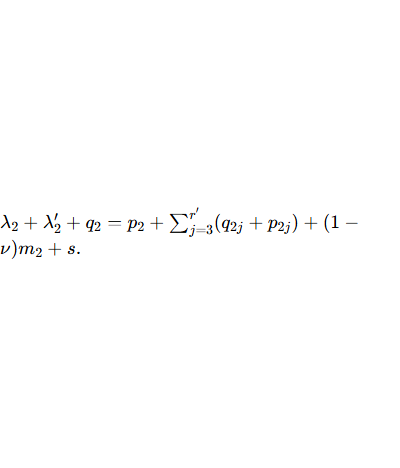 λ₂ + λ′₂ + q₂ = p₂ + ∑_{j=3}^{r′}(q_{2j} + p_{2j}) + (1 −
ν)m₂ + s.